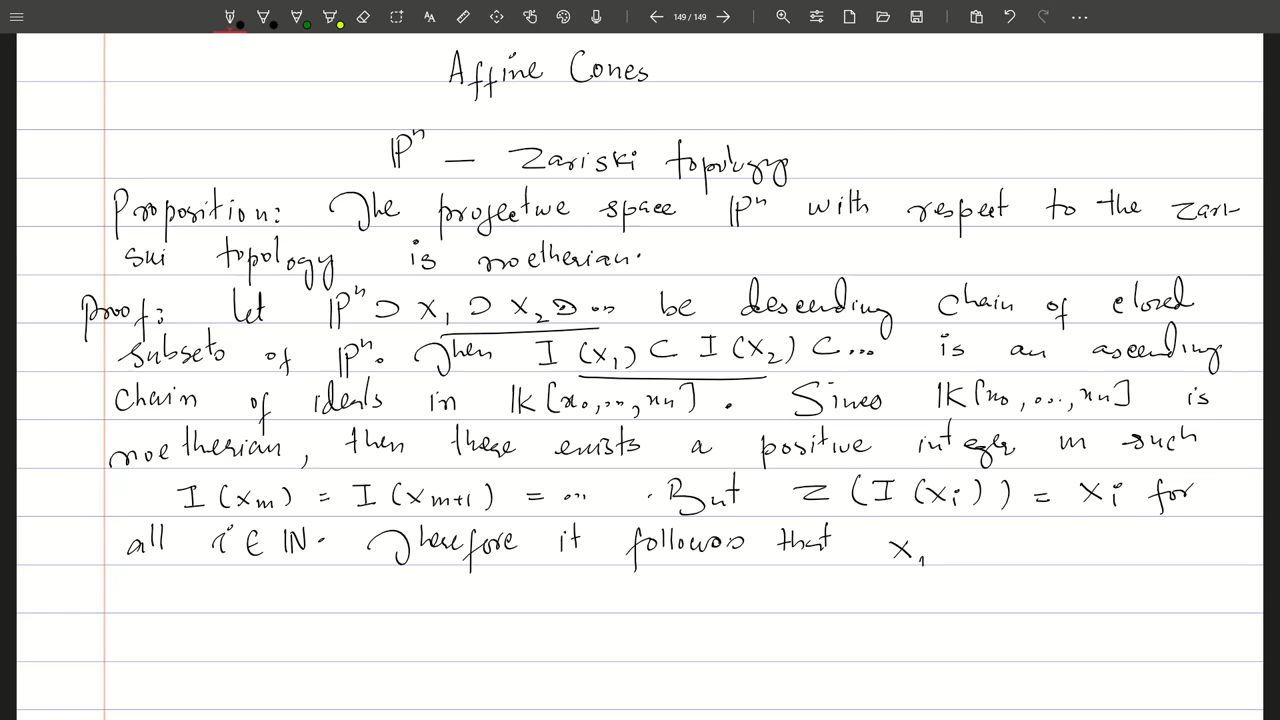 149 / 149
Affine Cones
ℙⁿ — Zariski topology
Proposition: The projective space ℙⁿ with respect to the Zari-
ski topology is noetherian.
Proof: Let ℙⁿ ⊃ X₁ ⊃ X₂ ⊃ ... be descending chain of closed
subsets of ℙⁿ. Then I(X₁) ⊂ I(X₂) ⊂ ... is an ascending
chain of ideals in 𝕂[x₀,...,xₙ]. Since 𝕂[x₀,...,xₙ] is
noetherian, then there exists a positive integer m such
I(Xₘ) = I(Xₘ₊₁) = ... . But Z(I(Xᵢ)) = Xᵢ for
all i ∈ ℕ. Therefore it follows that X₁